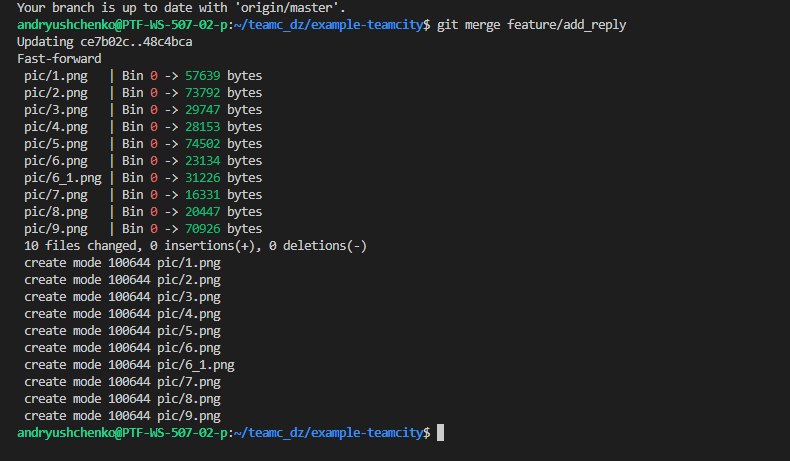 Your branch is up to date with 'origin/master'.
andryushchenko@PTF-WS-507-02-p:~/teamc_dz/example-teamcity$ git merge feature/add_reply
Updating ce7b02c..48c4bca
Fast-forward
 pic/1.png   | Bin 0 -> 57639 bytes
 pic/2.png   | Bin 0 -> 73792 bytes
 pic/3.png   | Bin 0 -> 29747 bytes
 pic/4.png   | Bin 0 -> 28153 bytes
 pic/5.png   | Bin 0 -> 74502 bytes
 pic/6.png   | Bin 0 -> 23134 bytes
 pic/6_1.png | Bin 0 -> 31226 bytes
 pic/7.png   | Bin 0 -> 16331 bytes
 pic/8.png   | Bin 0 -> 20447 bytes
 pic/9.png   | Bin 0 -> 70926 bytes
 10 files changed, 0 insertions(+), 0 deletions(-)
 create mode 100644 pic/1.png
 create mode 100644 pic/2.png
 create mode 100644 pic/3.png
 create mode 100644 pic/4.png
 create mode 100644 pic/5.png
 create mode 100644 pic/6.png
 create mode 100644 pic/6_1.png
 create mode 100644 pic/7.png
 create mode 100644 pic/8.png
 create mode 100644 pic/9.png
andryushchenko@PTF-WS-507-02-p:~/teamc_dz/example-teamcity$